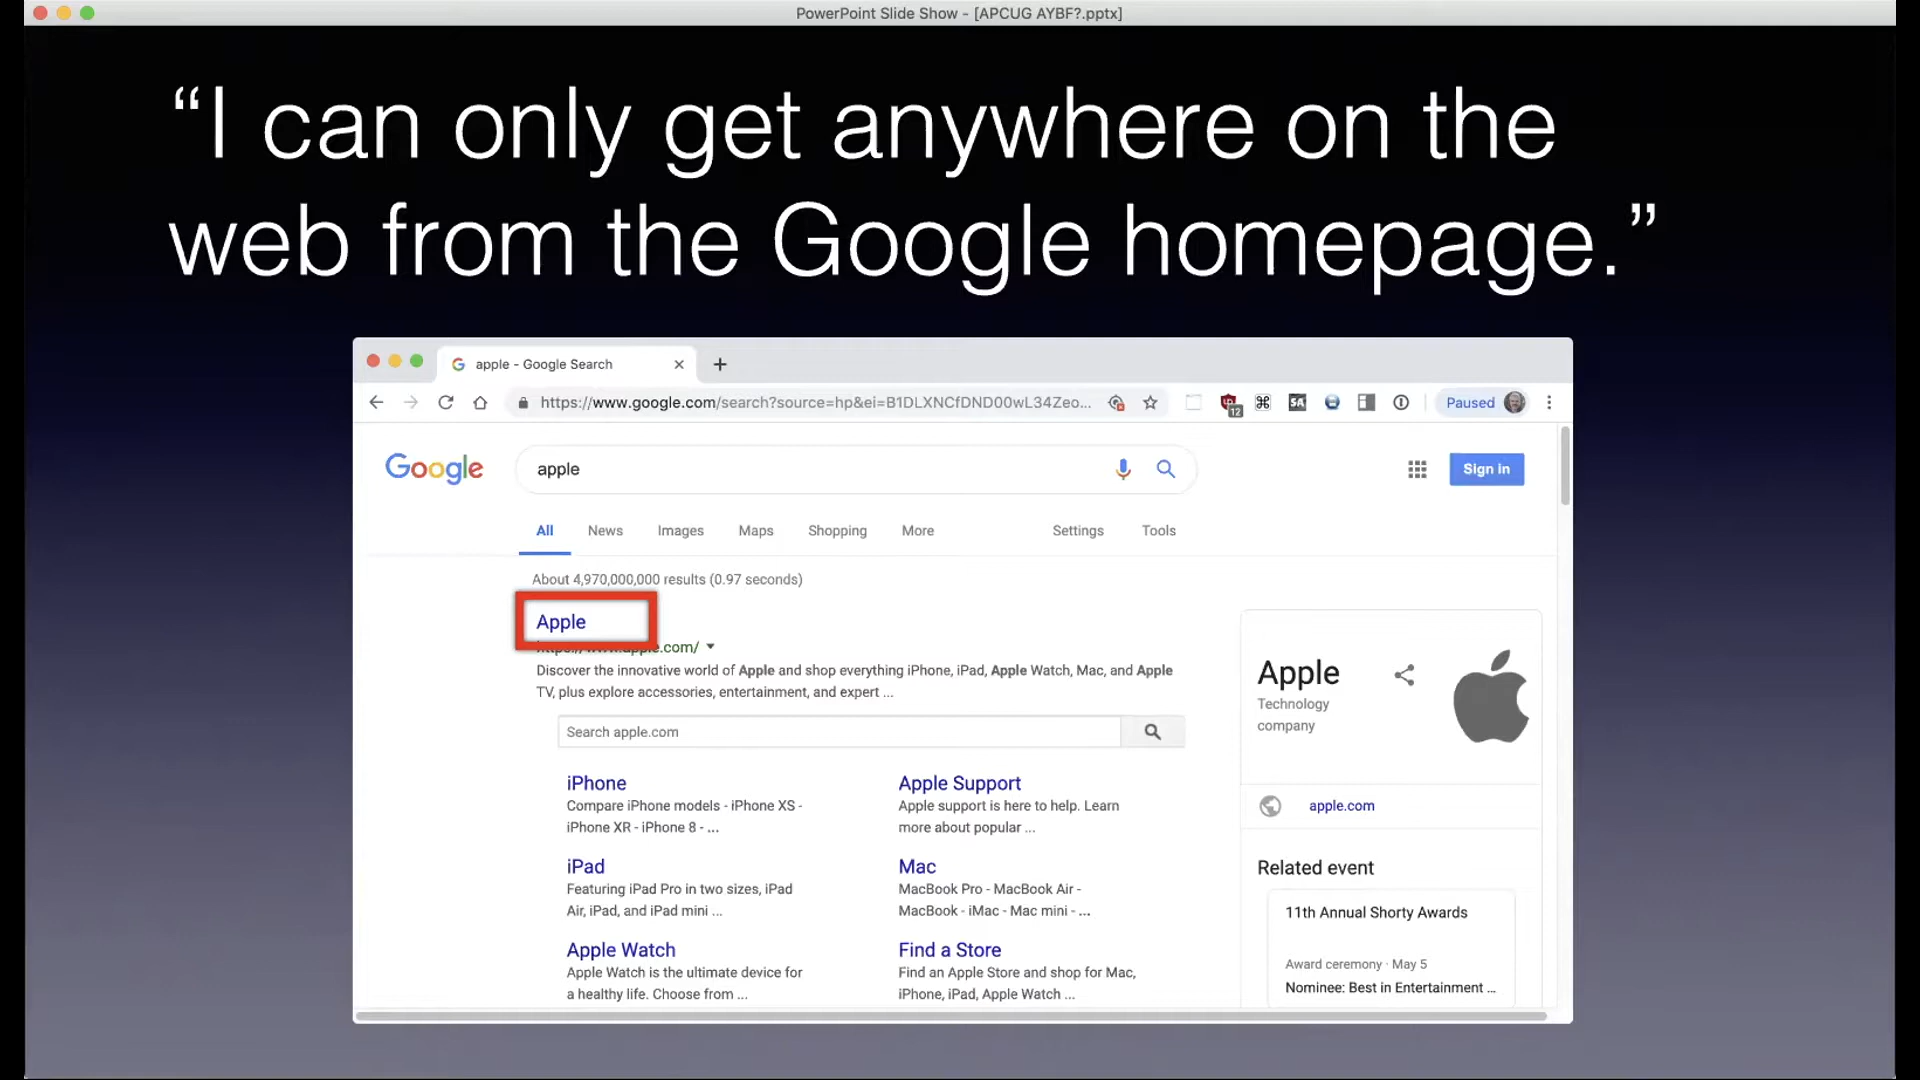 PowerPoint Slide Show - [APCUG AYBF?.pptx]
“I can only get anywhere on the
web from the Google homepage.”
apple - Google Search
https://www.google.com/search?source=hp&ei=B1DLXNCfDND00wL34Zeo...
12
SA
Paused
Google
apple
Sign in
All News Images Maps Shopping More Settings Tools
About 4,970,000,000 results (0.97 seconds)
Apple
https://www.apple.com/
Discover the innovative world of Apple and shop everything iPhone, iPad, Apple Watch, Mac, and Apple
TV, plus explore accessories, entertainment, and expert ...
Search apple.com
iPhone
Compare iPhone models - iPhone XS -
iPhone XR - iPhone 8 - ...
Apple Support
Apple support is here to help. Learn
more about popular ...
iPad
Featuring iPad Pro in two sizes, iPad
Air, iPad, and iPad mini ...
Mac
MacBook Pro - MacBook Air -
MacBook - iMac - Mac mini - ...
Apple Watch
Apple Watch is the ultimate device for
a healthy life. Choose from ...
Find a Store
Find an Apple Store and shop for Mac,
iPhone, iPad, Apple Watch ...
Apple
Technology
company
apple.com
Related event
11th Annual Shorty Awards
Award ceremony · May 5
Nominee: Best in Entertainment ...